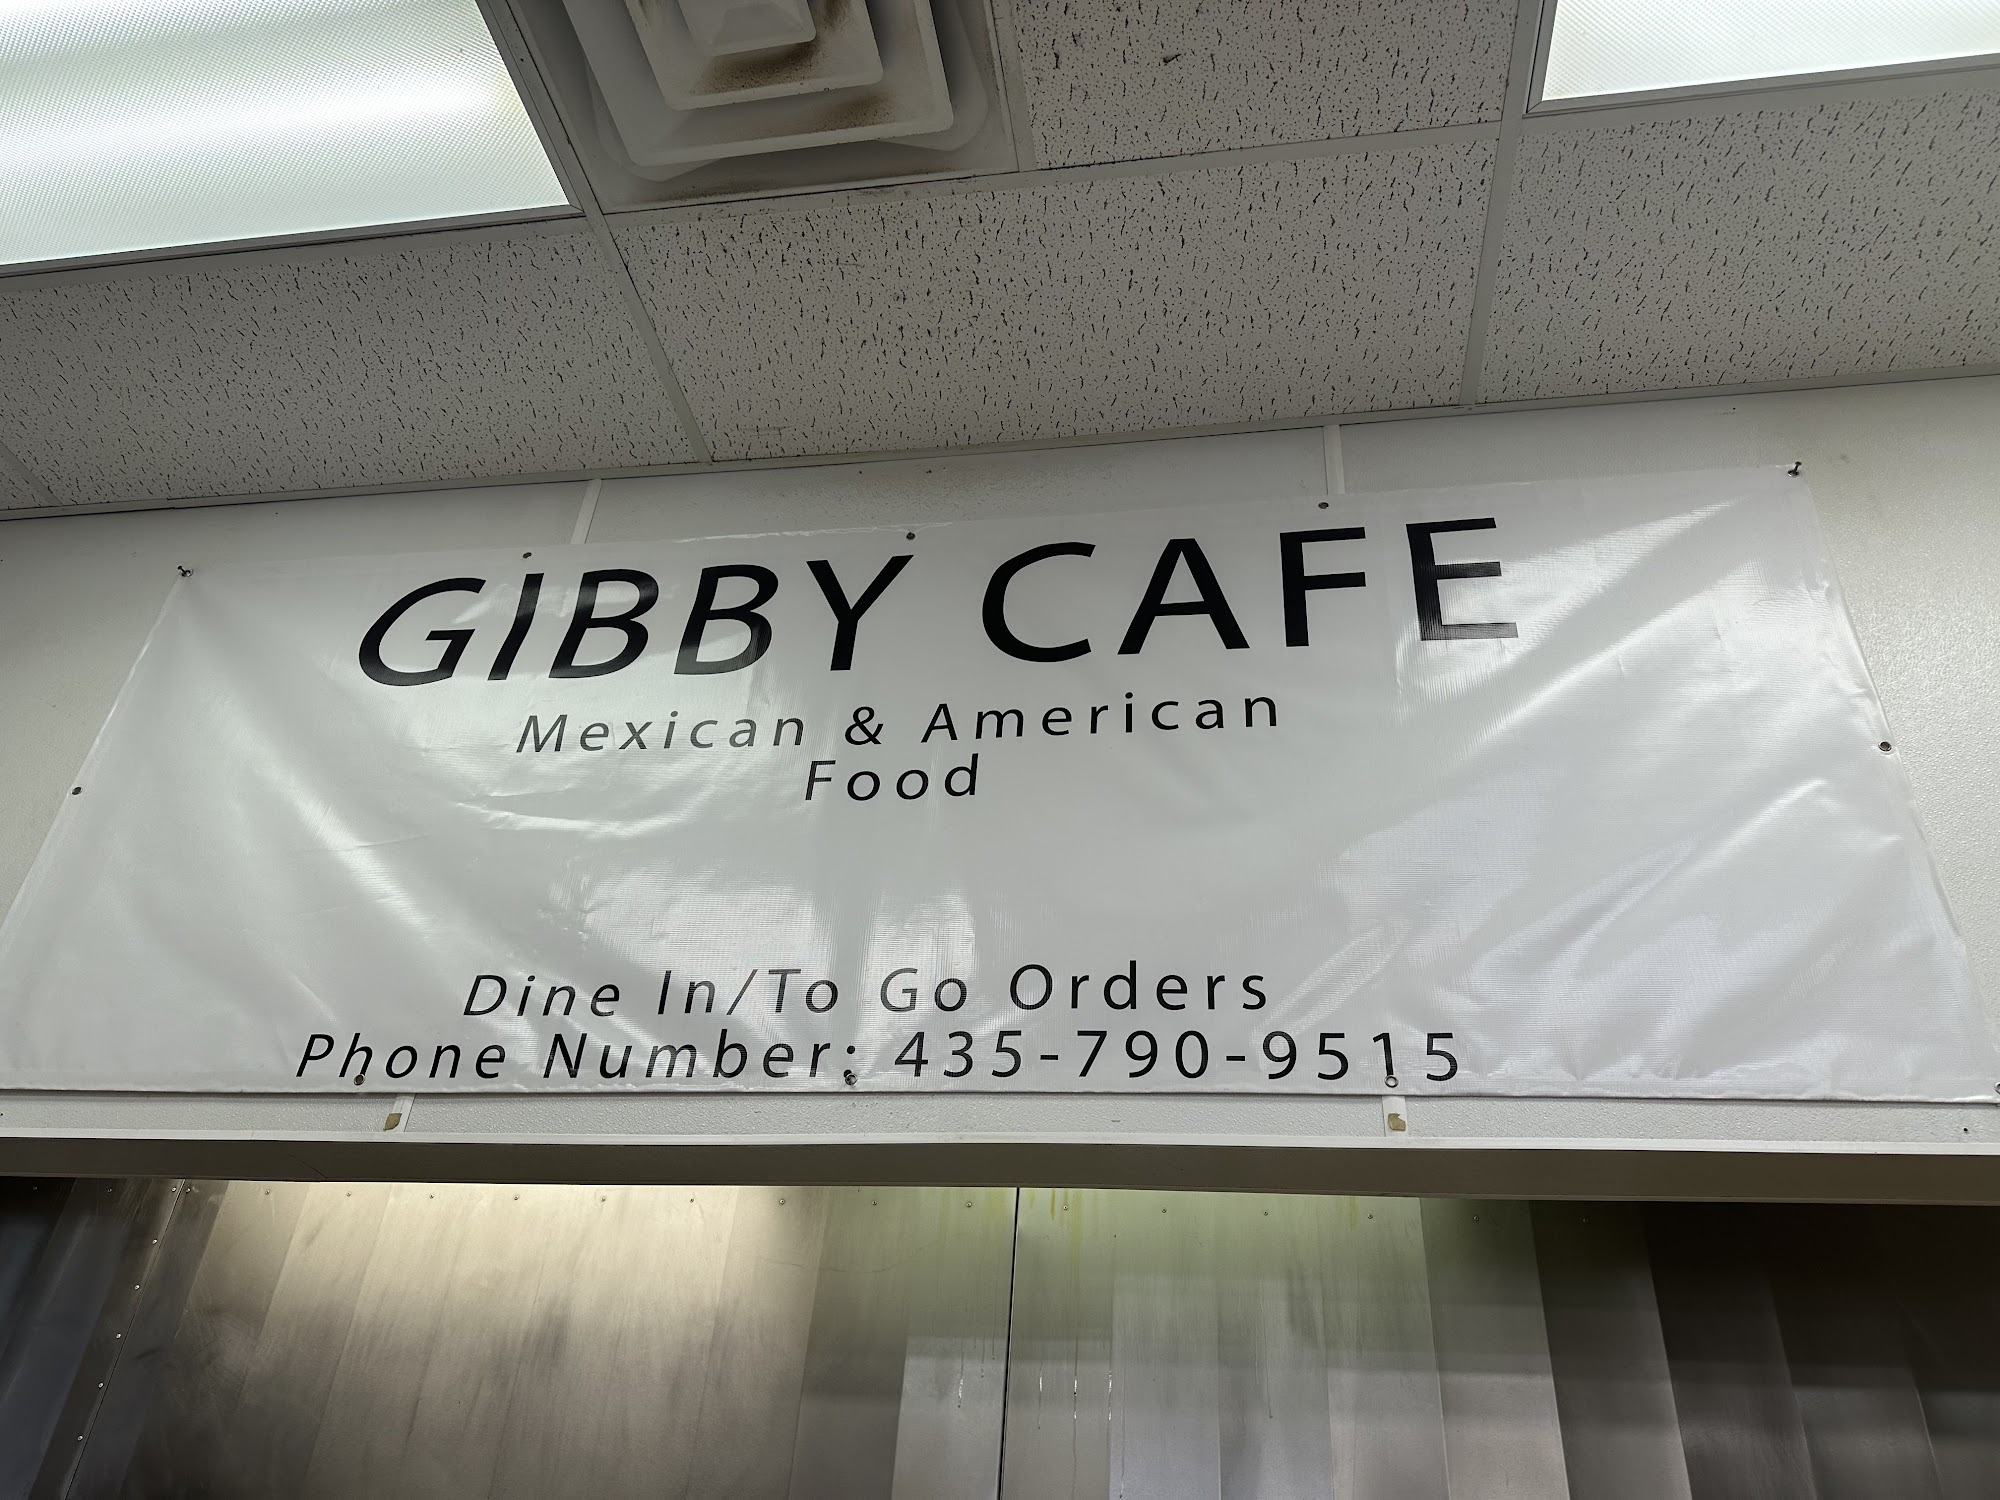 GIBBY CAFE
Mexican & American
Food
Dine In/To Go Orders
Phone Number: 435-790-9515